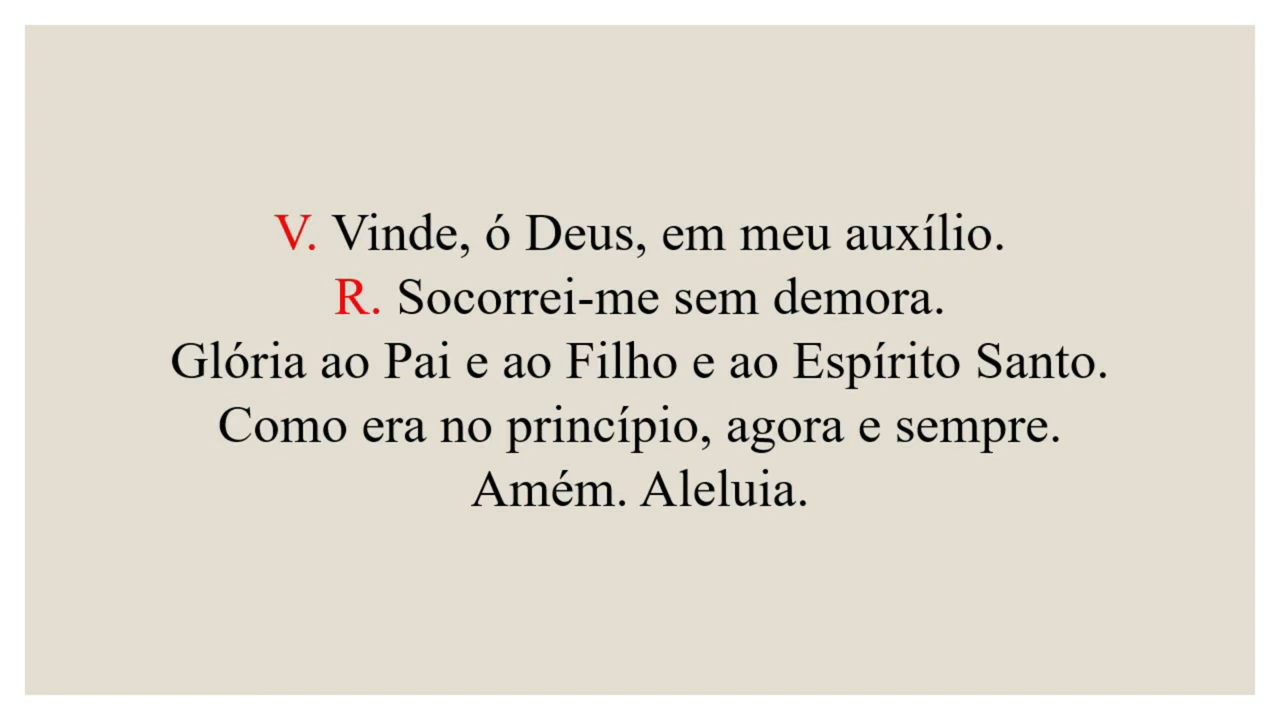 V. Vinde, ó Deus, em meu auxílio.
R. Socorrei-me sem demora.
Glória ao Pai e ao Filho e ao Espírito Santo.
Como era no princípio, agora e sempre.
Amém. Aleluia.